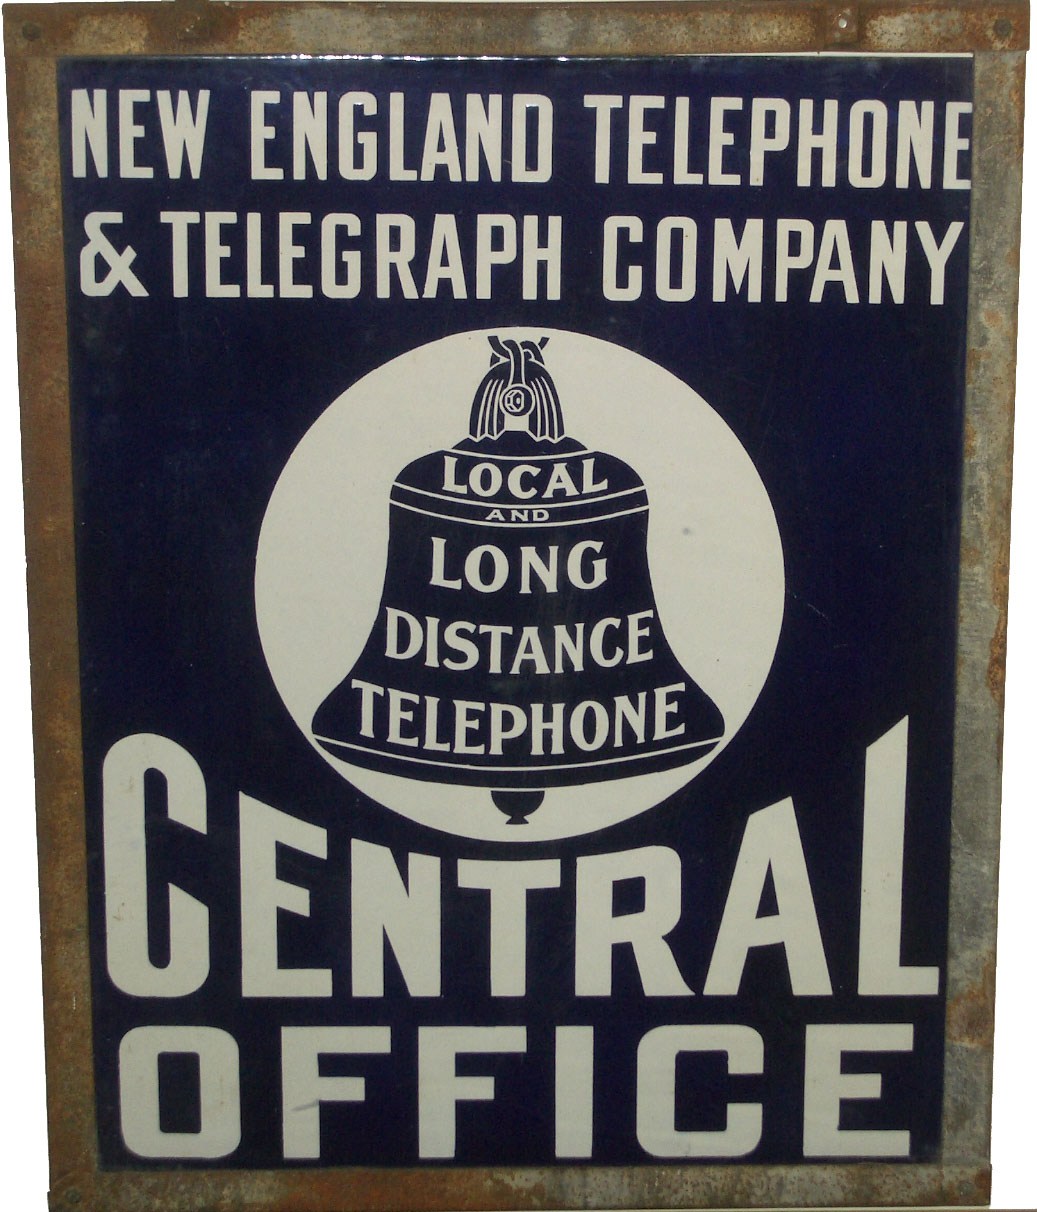 NEW ENGLAND TELEPHONE
& TELEGRAPH COMPANY
LOCAL
AND
LONG
DISTANCE
TELEPHONE
CENTRAL
OFFICE